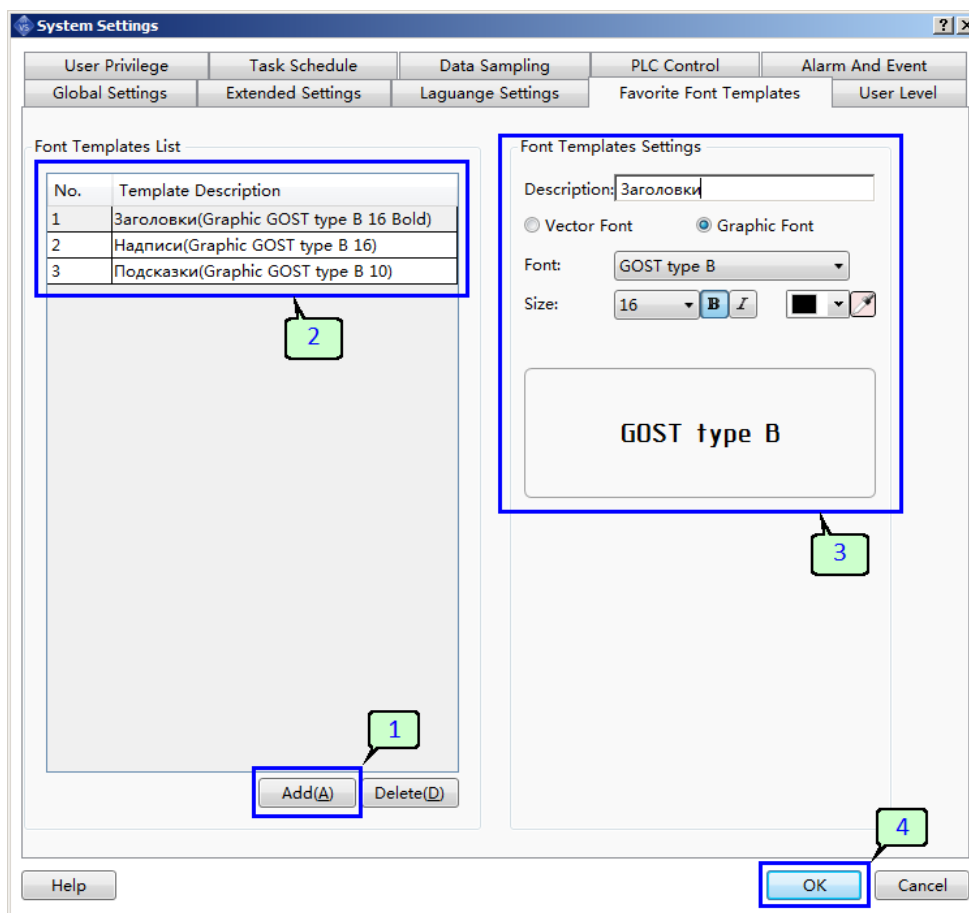 System Settings
User Privilege
Task Schedule
Data Sampling
PLC Control
Alarm And Event
Global Settings
Extended Settings
Laguange Settings
Favorite Font Templates
User Level
Font Templates List
No. Template Description
1 Заголовки(Graphic GOST type B 16 Bold)
2 Надписи(Graphic GOST type B 16)
3 Подсказки(Graphic GOST type B 10)
2
1
Add(A)
Delete(D)
Font Templates Settings
Description: Заголовки
Vector Font
Graphic Font
Font: GOST type B
Size: 16 B I
GOST type B
3
4
Help
OK
Cancel